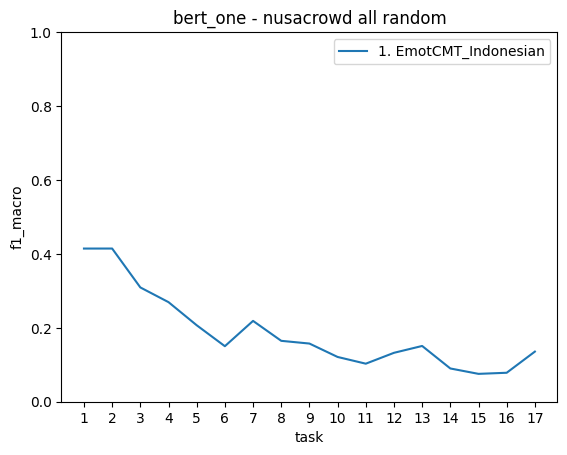 bert_one - nusacrowd all random
1. EmotCMT_Indonesian
f1_macro
1.0
0.8
0.6
0.4
0.2
0.0
1 2 3 4 5 6 7 8 9 10 11 12 13 14 15 16 17
task